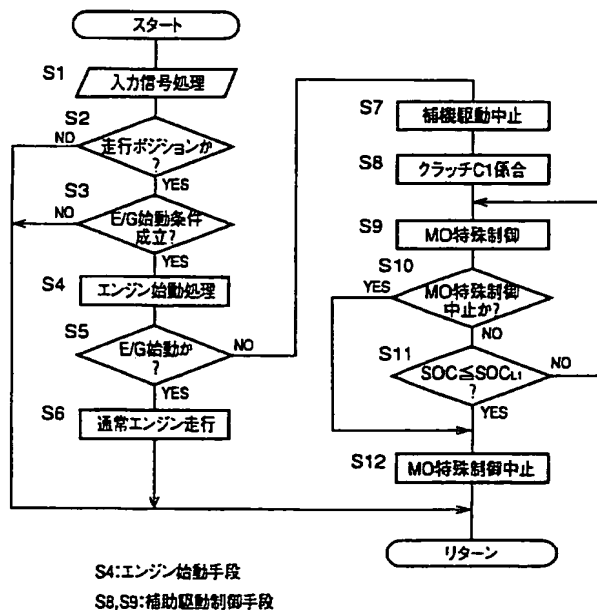 スタート
S1
入力信号処理
S2
NO
走行ポジションか
?
YES
S3
NO
E/G始動条件
成立?
YES
S4
エンジン始動処理
S5
E/G始動か
?
NO
YES
S6
通常エンジン走行
S7
補機駆動中止
S8
クラッチC1係合
S9
MO特殊制御
S10
YES
MO特殊制御
中止か?
NO
S11
NO
SOC≦SOCL1
?
YES
S12
MO特殊制御中止
リターン
S4:エンジン始動手段
S8,S9:補助駆動制御手段